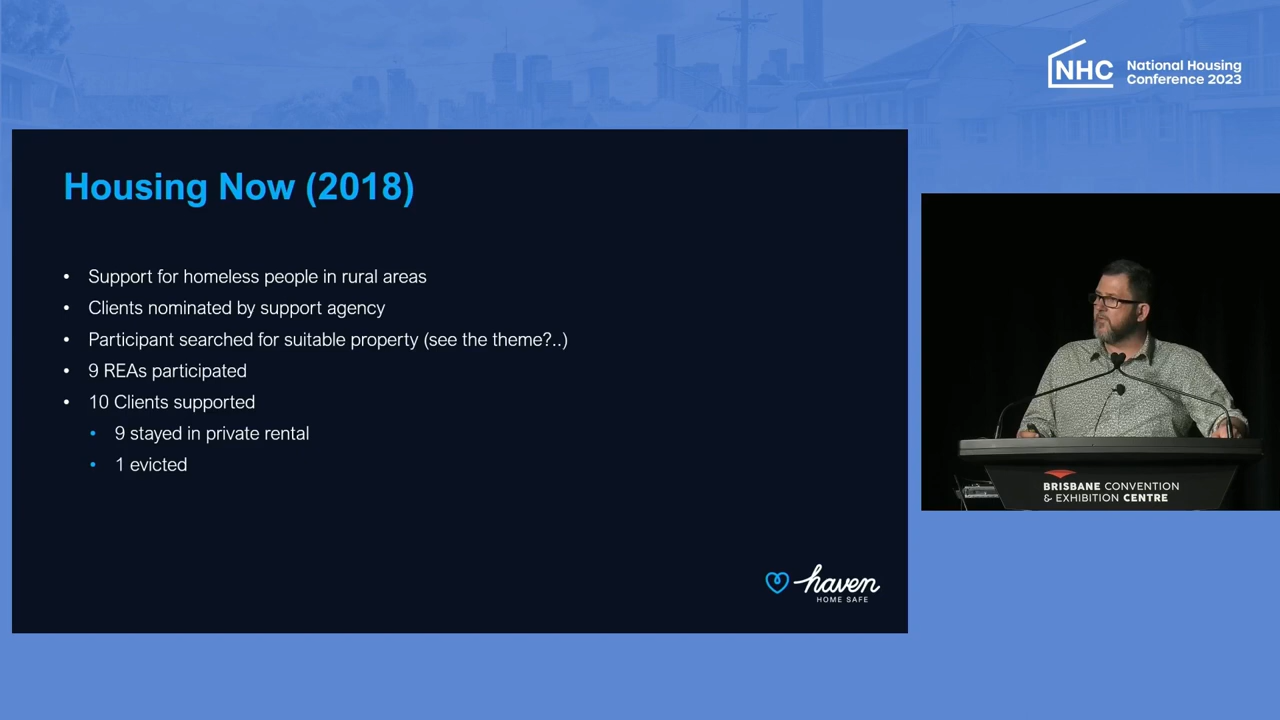 NHC
National Housing
Conference 2023
Housing Now (2018)
• Support for homeless people in rural areas
• Clients nominated by support agency
• Participant searched for suitable property (see the theme?..)
• 9 REAs participated
• 10 Clients supported
• 9 stayed in private rental
• 1 evicted
haven
HOME SAFE
BRISBANE CONVENTION
& EXHIBITION CENTRE